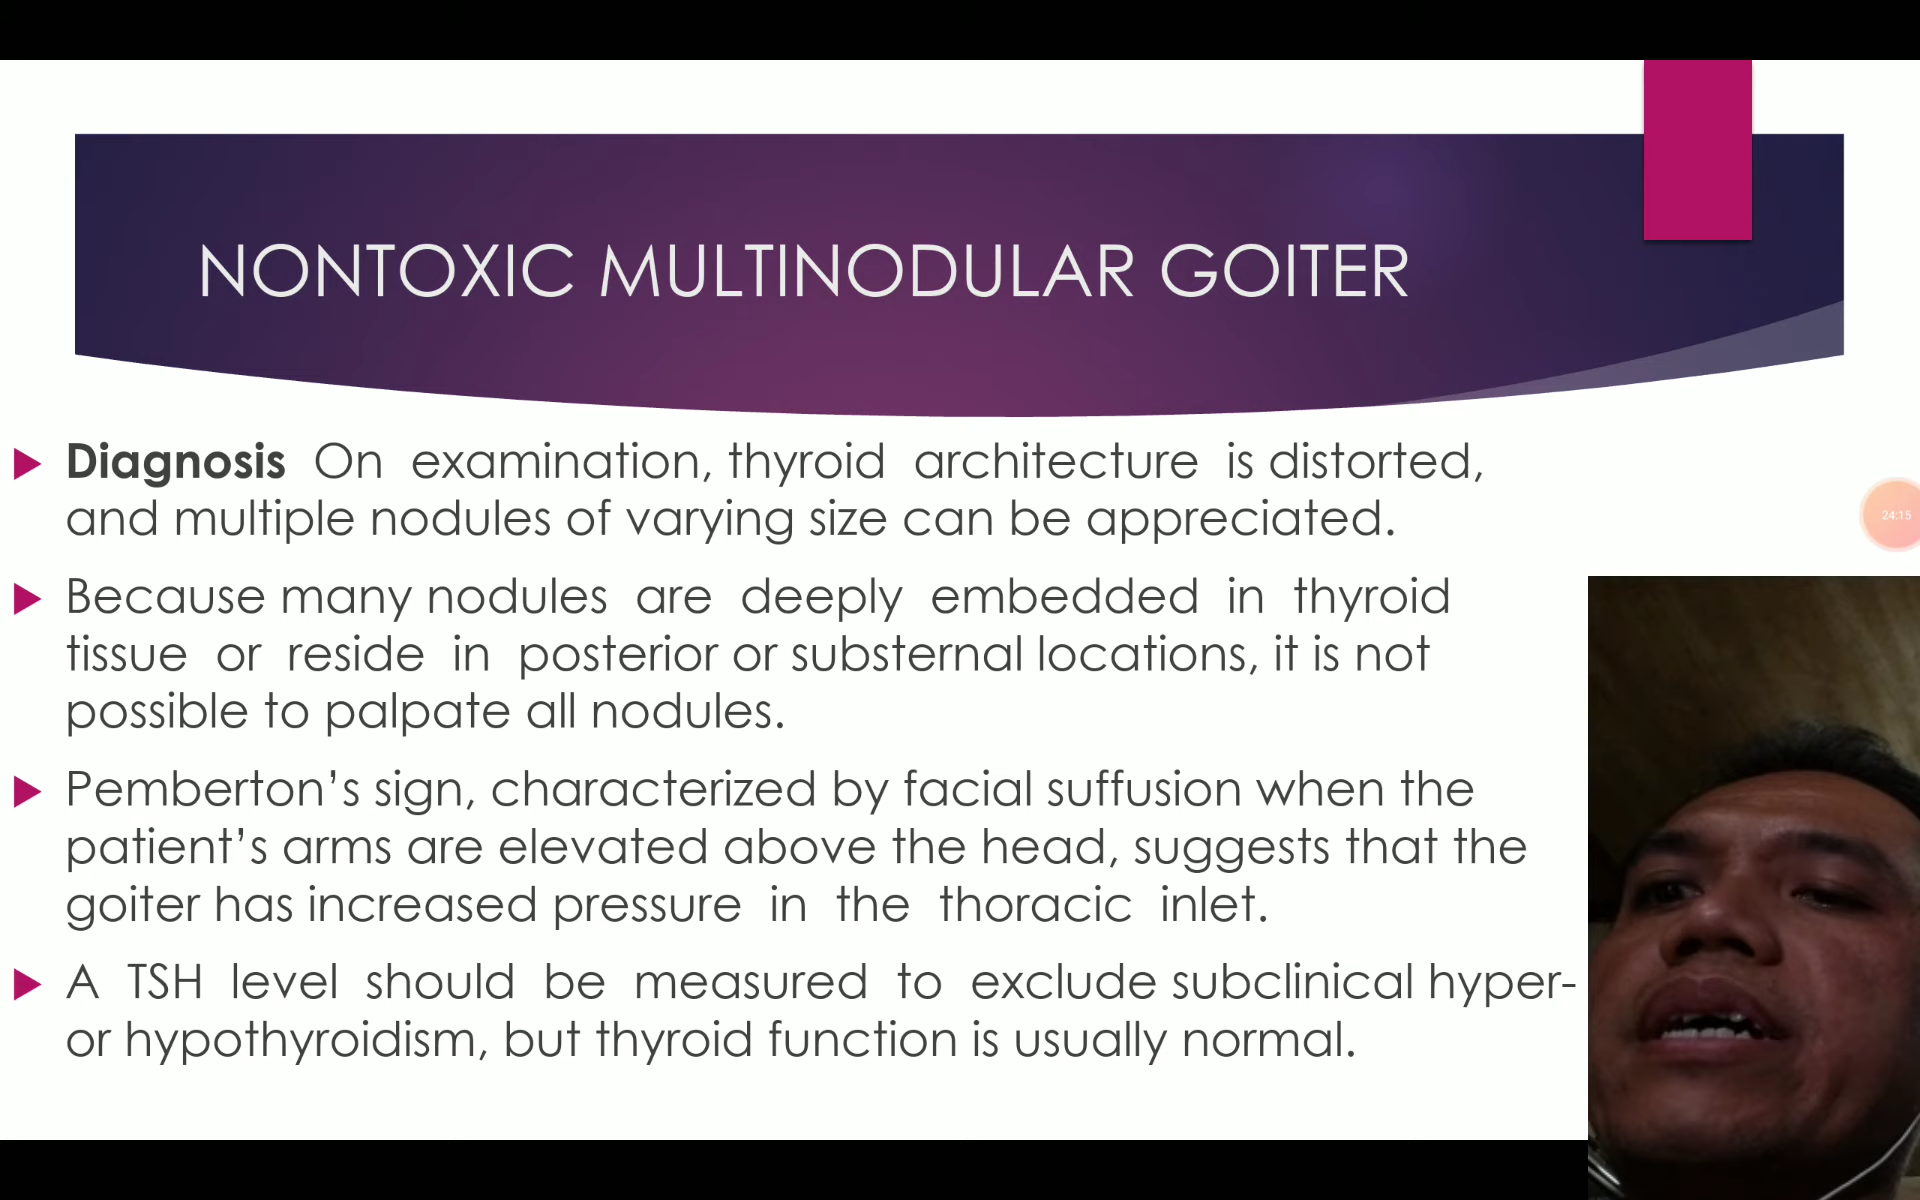 NONTOXIC MULTINODULAR GOITER
Diagnosis On examination, thyroid architecture is distorted,
and multiple nodules of varying size can be appreciated.
24:15
Because many nodules are deeply embedded in thyroid
tissue or reside in posterior or substernal locations, it is not
possible to palpate all nodules.
Pemberton’s sign, characterized by facial suffusion when the
patient’s arms are elevated above the head, suggests that the
goiter has increased pressure in the thoracic inlet.
A TSH level should be measured to exclude subclinical hyper-
or hypothyroidism, but thyroid function is usually normal.